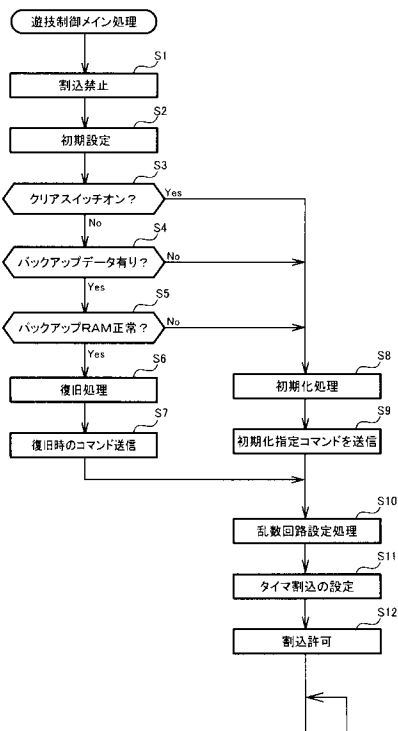 遊技制御メイン処理
S1
割込禁止
S2
初期設定
S3
クリアスイッチオン?
Yes
No
S4
バックアップデータ有り?
No
Yes
S5
バックアップRAM正常?
No
Yes
S6
復旧処理
S7
復旧時のコマンド送信
S8
初期化処理
S9
初期化指定コマンドを送信
S10
乱数回路設定処理
S11
タイマ割込の設定
S12
割込許可